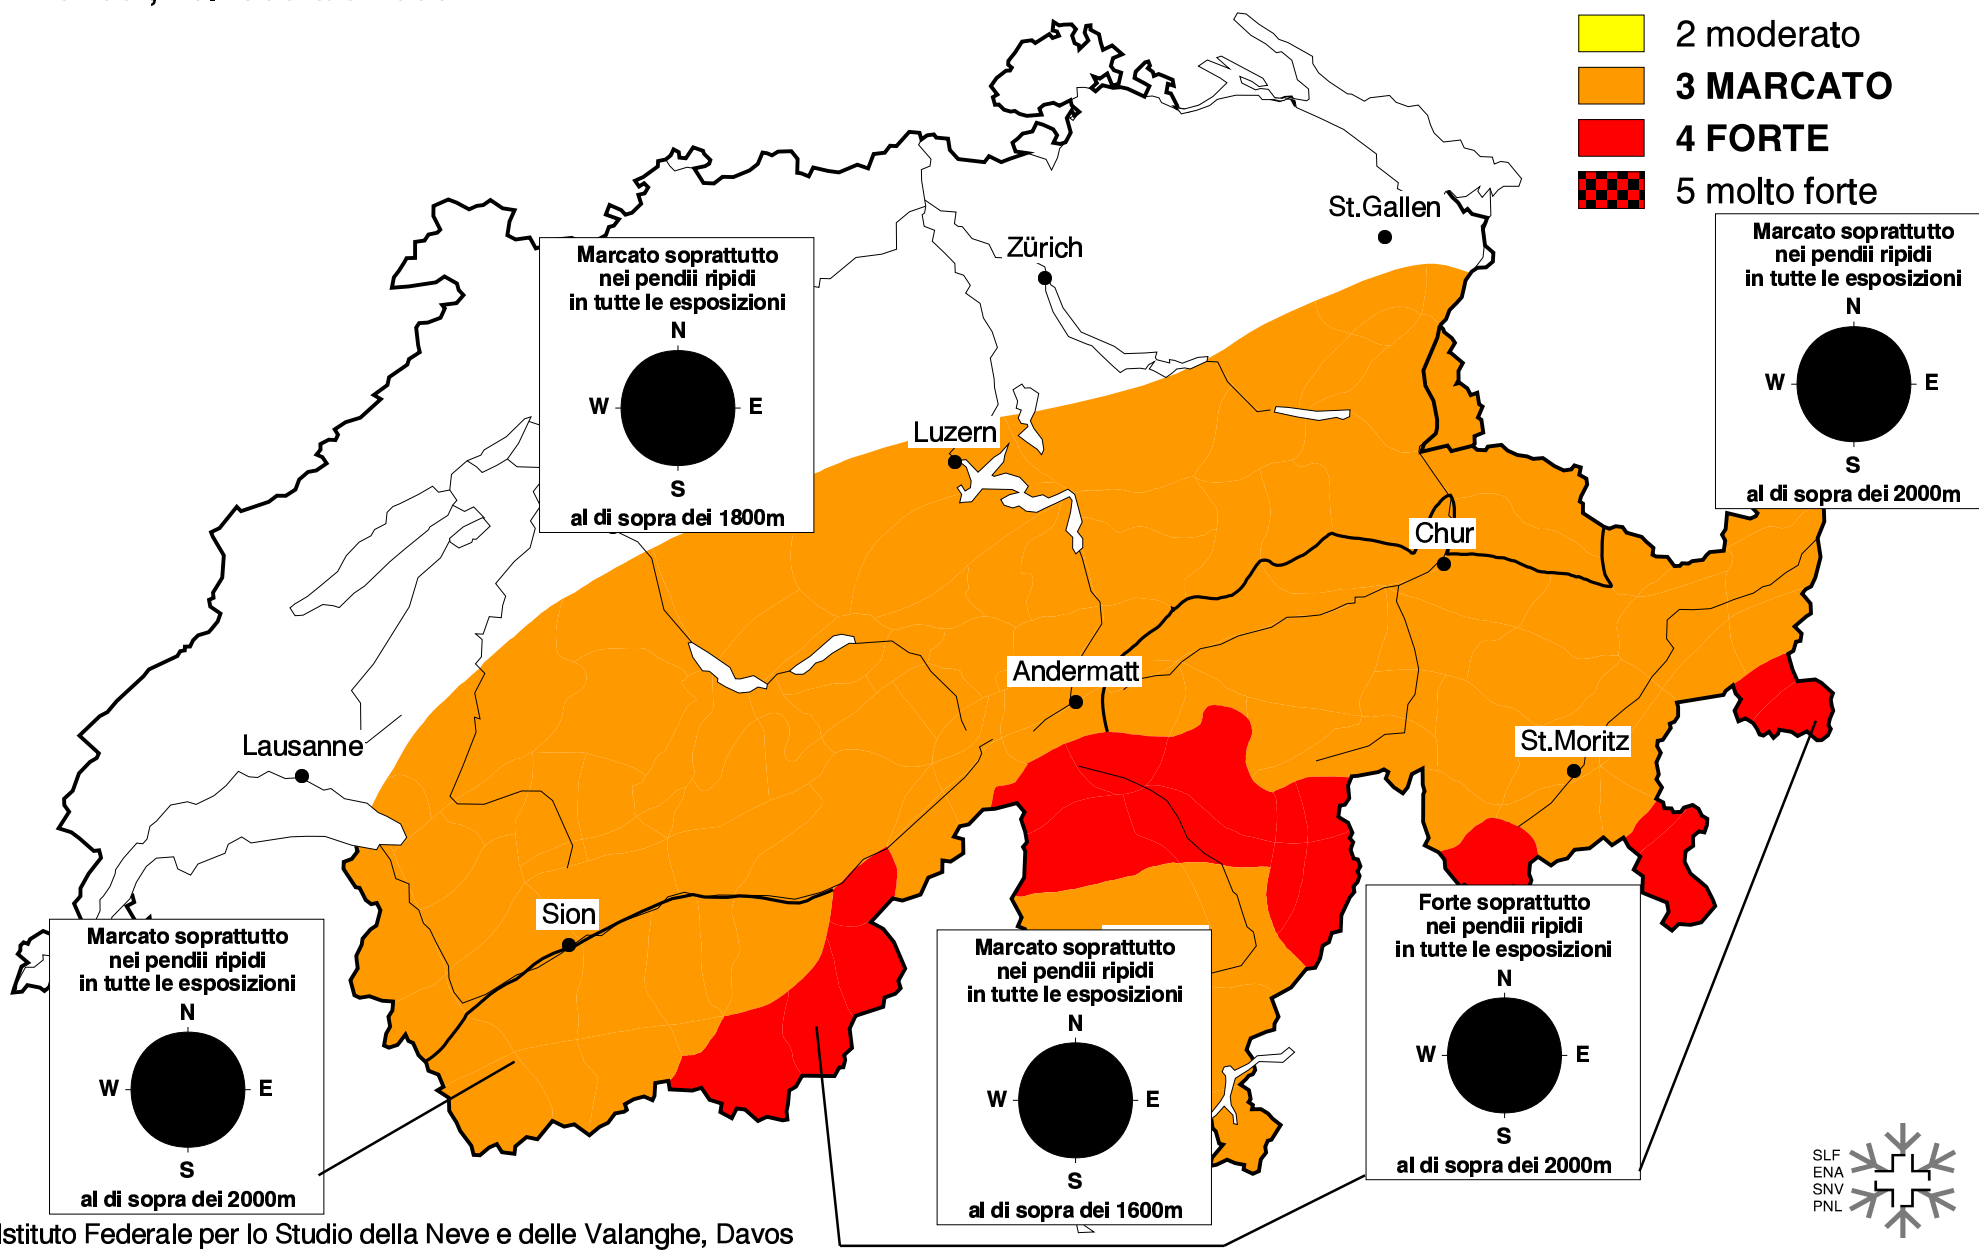 2 moderato
3 MARCATO
4 FORTE
5 molto forte
St.Gallen
Zürich
Marcato soprattutto
nei pendii ripidi
in tutte le esposizioni
N
W E
S
al di sopra dei 1800m
Marcato soprattutto
nei pendii ripidi
in tutte le esposizioni
N
W E
S
al di sopra dei 2000m
Luzern
Chur
Andermatt
Lausanne
St.Moritz
Sion
Marcato soprattutto
nei pendii ripidi
in tutte le esposizioni
N
W E
S
al di sopra dei 2000m
Marcato soprattutto
nei pendii ripidi
in tutte le esposizioni
N
W E
S
al di sopra dei 1600m
Forte soprattutto
nei pendii ripidi
in tutte le esposizioni
N
W E
S
al di sopra dei 2000m
SLF
ENA
SNV
PNL
Istituto Federale per lo Studio della Neve e delle Valanghe, Davos